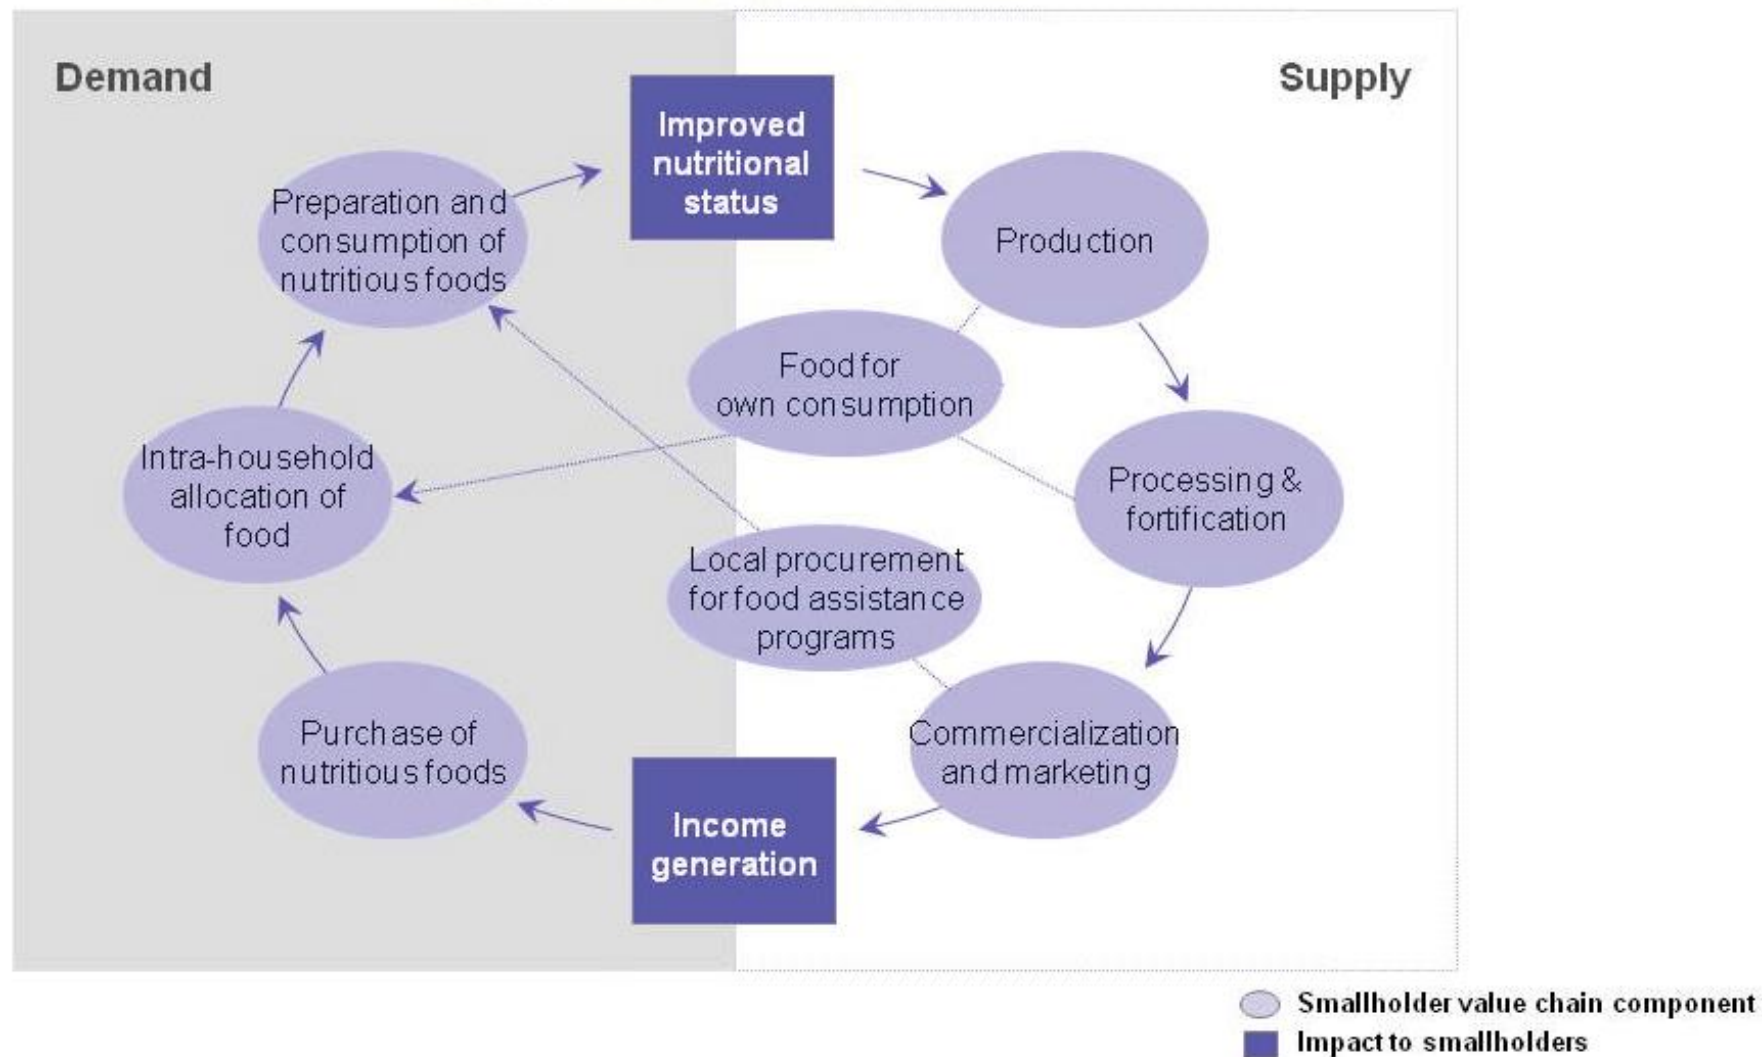 Demand
Supply
Improved
nutritional
status
Preparation and
consumption of
nutritious foods
Production
Food for
own consumption
Intra-household
allocation of
food
Processing &
fortification
Local procurement
for food assistance
programs
Purchase of
nutritious foods
Commercialization
and marketing
Income
generation
Smallholder value chain component
Impact to smallholders